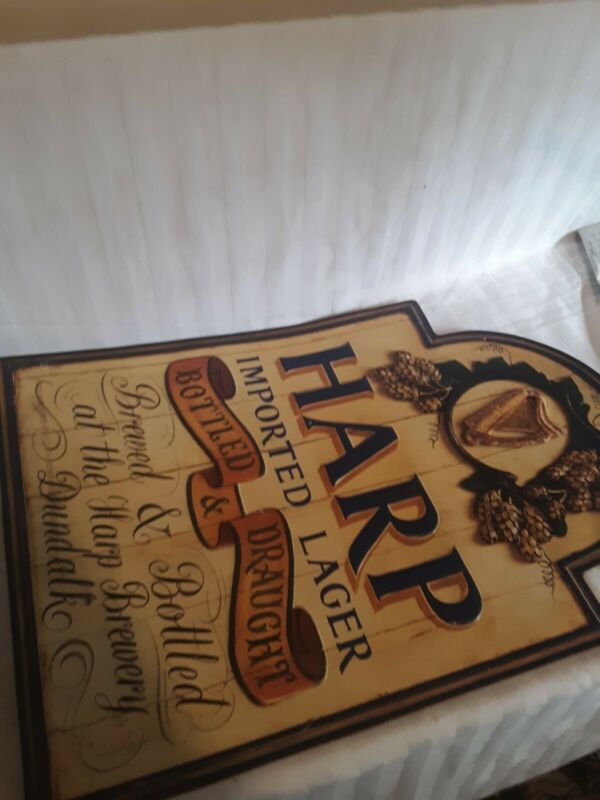 HARP
IMPORTED LAGER
BOTTLED & DRAUGHT
Brewed & Bottled
at the Harp Brewery
Dundalk